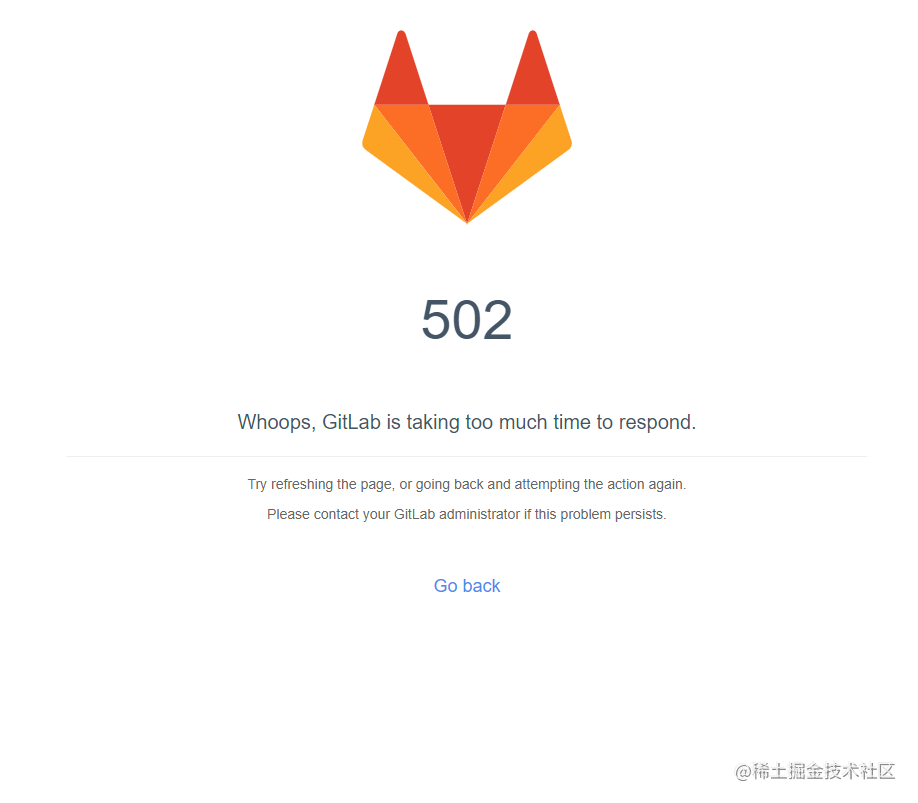 502
Whoops, GitLab is taking too much time to respond.
Try refreshing the page, or going back and attempting the action again.
Please contact your GitLab administrator if this problem persists.
Go back
@稀土掘金技术社区